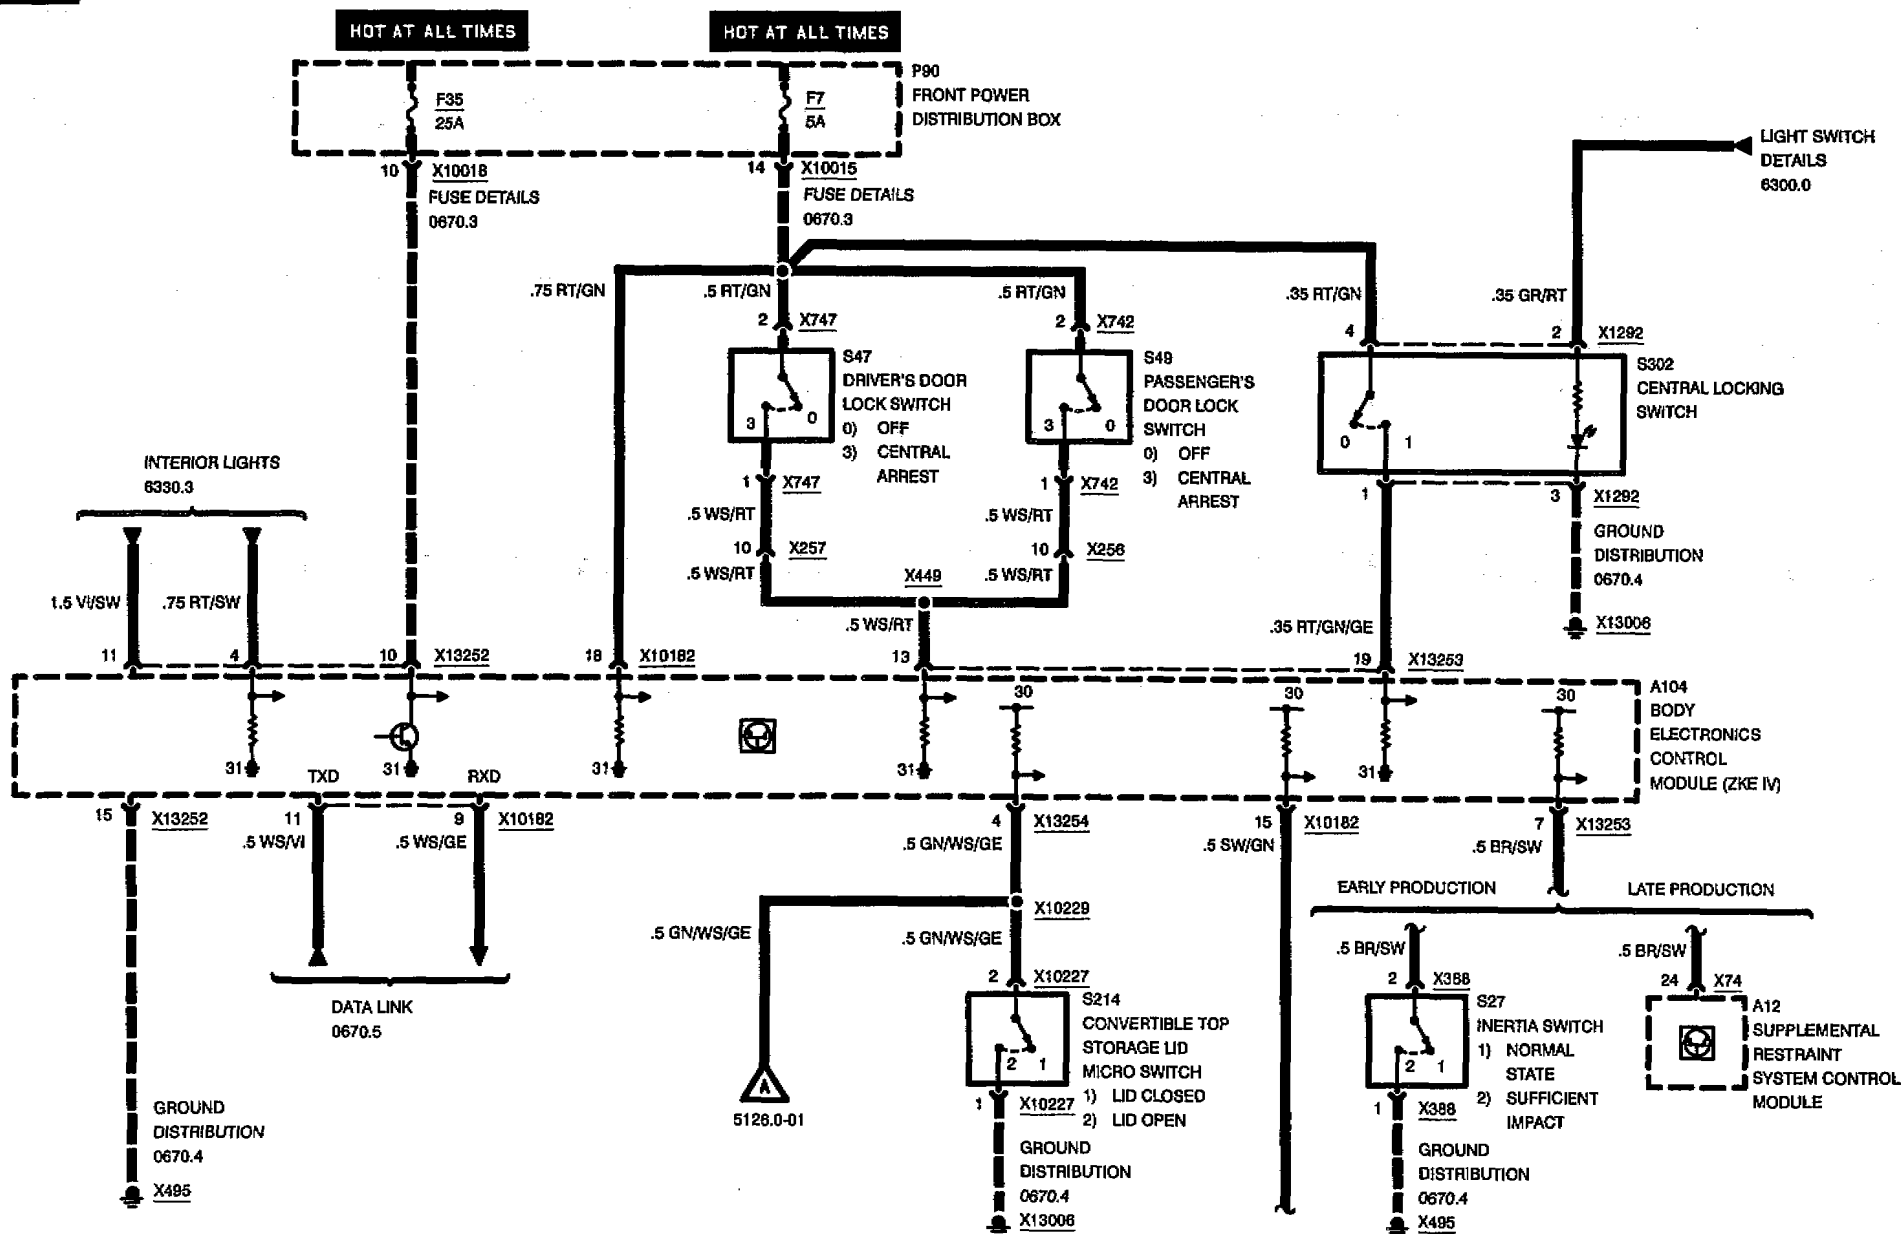 HOT AT ALL TIMES
HOT AT ALL TIMES
P90
FRONT POWER
DISTRIBUTION BOX
F35
25A
F7
5A
10
X10018
FUSE DETAILS
0670.3
14
X10015
FUSE DETAILS
0670.3
LIGHT SWITCH
DETAILS
6300.0
.75 RT/GN
.5 RT/GN
.5 RT/GN
.35 RT/GN
.35 GR/RT
2
X747
2
X742
4
2
X1292
S47
DRIVER'S DOOR
LOCK SWITCH
0) OFF
3) CENTRAL
ARREST
3
0
S49
PASSENGER'S
DOOR LOCK
SWITCH
0) OFF
3) CENTRAL
ARREST
3
0
S302
CENTRAL LOCKING
SWITCH
0
1
INTERIOR LIGHTS
6330.3
1
X747
1
X742
1
3
X1292
.5 WS/RT
.5 WS/RT
GROUND
DISTRIBUTION
0670.4
10
X257
10
X256
.5 WS/RT
X449
.5 WS/RT
1.5 VI/SW
.75 RT/SW
.5 WS/RT
.35 RT/GN/GE
X13006
11
4
10
X13252
18
X10182
13
19
X13253
A104
BODY
ELECTRONICS
CONTROL
MODULE (ZKE IV)
30
30
30
31
31
31
31
31
TXD
RXD
15
X13252
11
9
X10182
4
X13254
15
X10182
7
X13253
.5 WS/VI
.5 WS/GE
.5 GN/WS/GE
.5 SW/GN
.5 BR/SW
EARLY PRODUCTION
LATE PRODUCTION
X10229
.5 GN/WS/GE
.5 GN/WS/GE
.5 BR/SW
.5 BR/SW
2
X10227
2
X388
24
X74
DATA LINK
0670.5
S214
CONVERTIBLE TOP
STORAGE LID
MICRO SWITCH
1) LID CLOSED
2) LID OPEN
2
1
S27
INERTIA SWITCH
1) NORMAL
STATE
2) SUFFICIENT
IMPACT
2
1
A12
SUPPLEMENTAL
RESTRAINT
SYSTEM CONTROL
MODULE
A
5126.0-01
1
X10227
1
X388
GROUND
DISTRIBUTION
0670.4
X495
GROUND
DISTRIBUTION
0670.4
X13006
GROUND
DISTRIBUTION
0670.4
X495